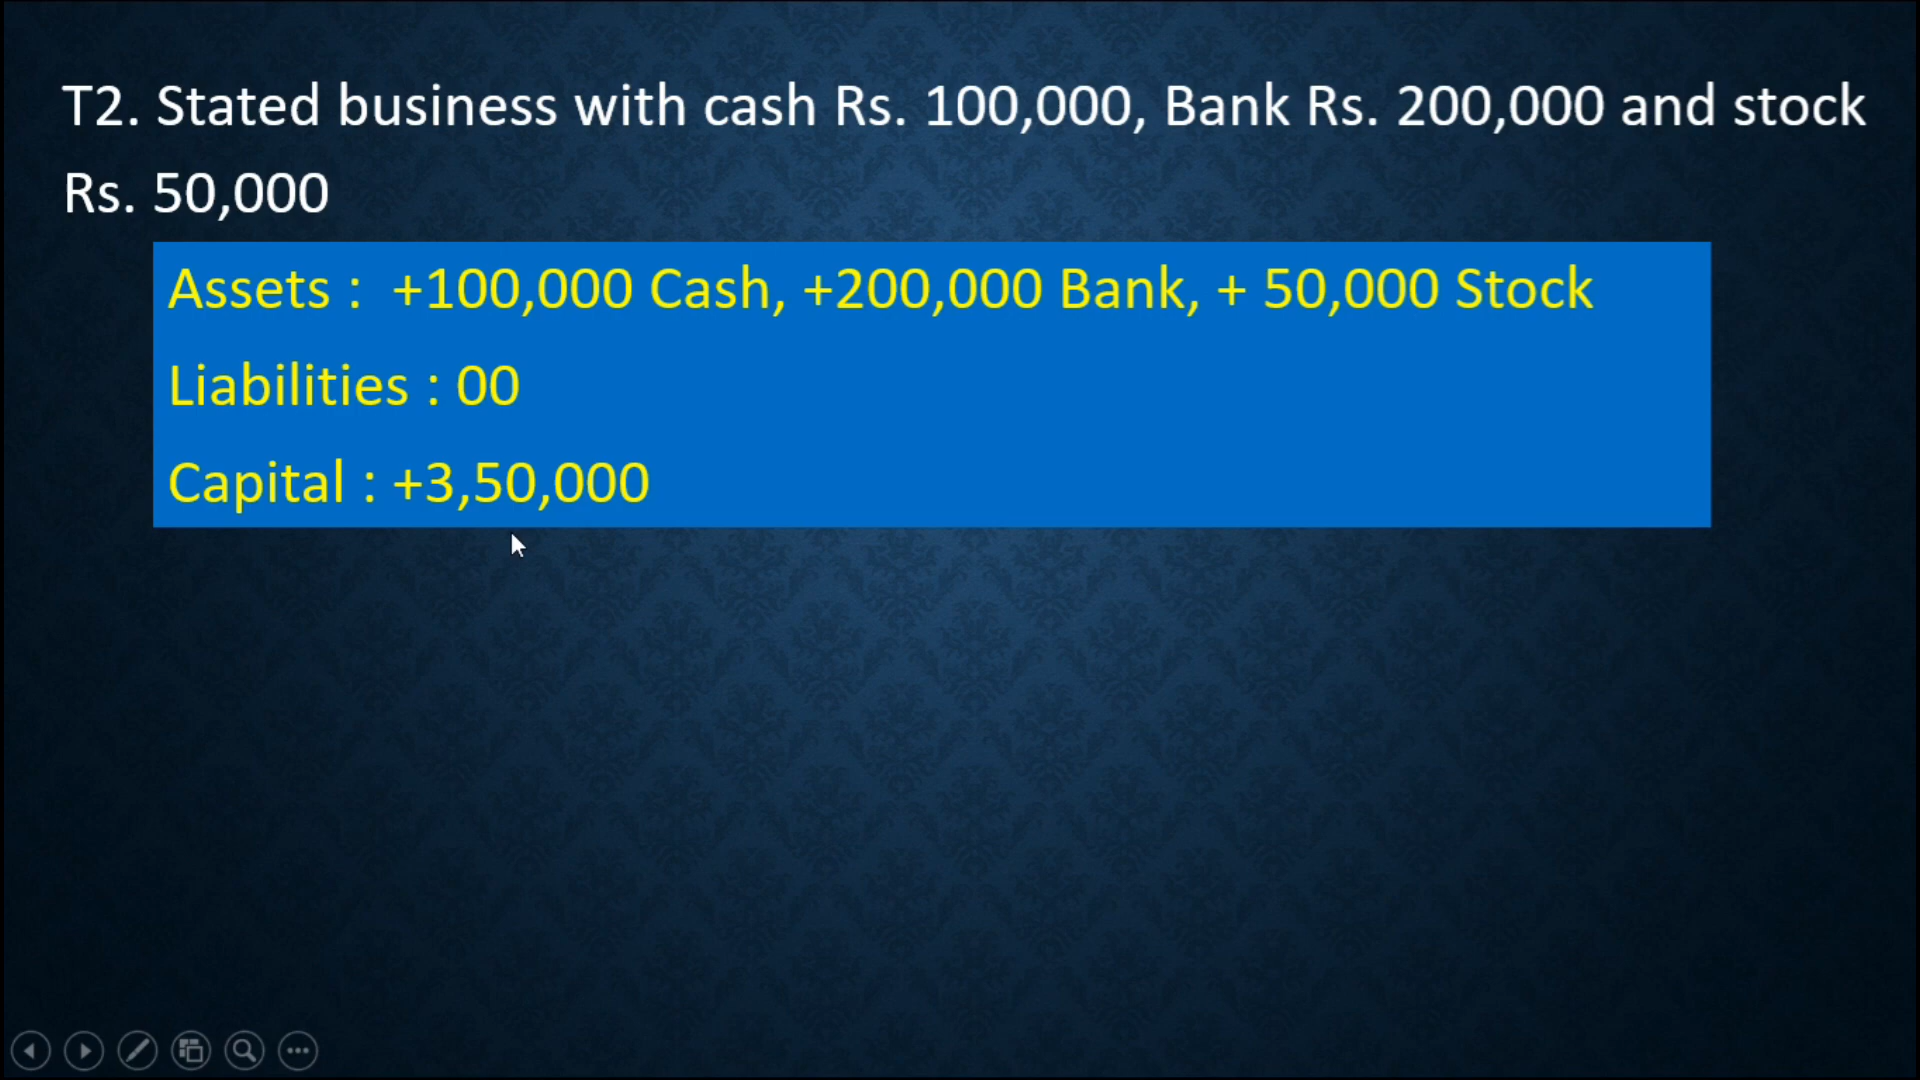 T2. Stated business with cash Rs. 100,000, Bank Rs. 200,000 and stock
Rs. 50,000
Assets :  +100,000 Cash, +200,000 Bank, + 50,000 Stock
Liabilities : 00
Capital : +3,50,000